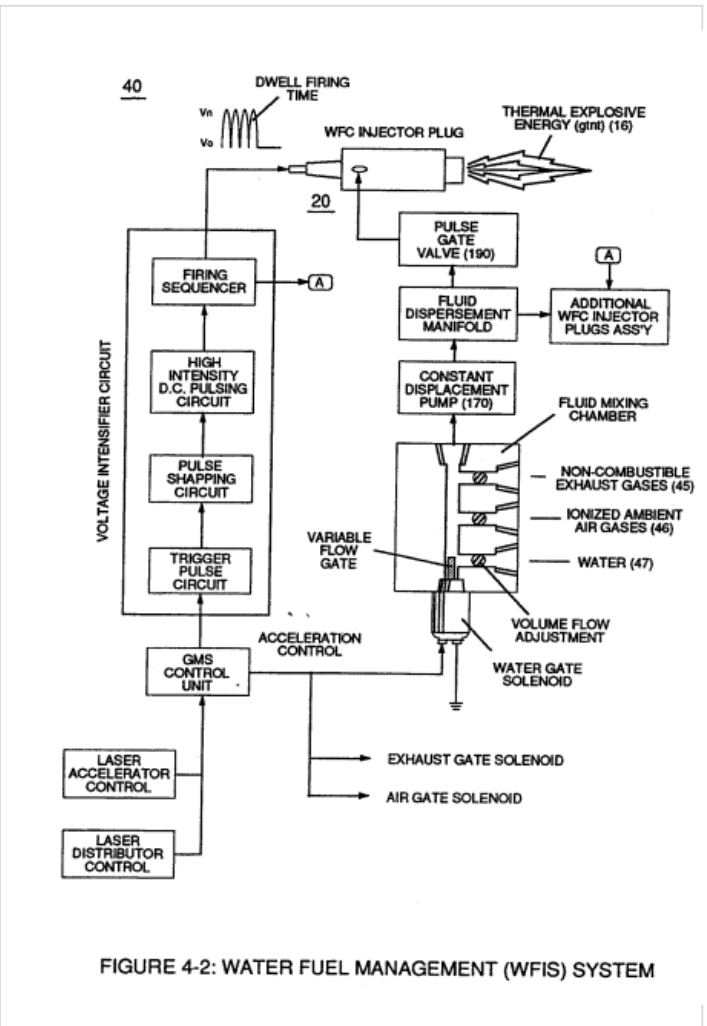 40
DWELL FIRING
TIME
Vn
Vo
WFC INJECTOR PLUG
THERMAL EXPLOSIVE
ENERGY (gtnt) (16)
20
PULSE
GATE
VALVE (190)
FIRING
SEQUENCER
A
A
FLUID
DISPERSEMENT
MANIFOLD
ADDITIONAL
WFC INJECTOR
PLUGS ASS'Y
HIGH
INTENSITY
D.C. PULSING
CIRCUIT
CONSTANT
DISPLACEMENT
PUMP (170)
FLUID MIXING
CHAMBER
VOLTAGE INTENSIFIER CIRCUIT
PULSE
SHAPPING
CIRCUIT
NON-COMBUSTIBLE
EXHAUST GASES (45)
IONIZED AMBIENT
AIR GASES (46)
VARIABLE
FLOW
GATE
WATER (47)
TRIGGER
PULSE
CIRCUIT
VOLUME FLOW
ADJUSTMENT
ACCELERATION
CONTROL
WATER GATE
SOLENOID
GMS
CONTROL
UNIT
LASER
ACCELERATOR
CONTROL
EXHAUST GATE SOLENOID
AIR GATE SOLENOID
LASER
DISTRIBUTOR
CONTROL
FIGURE 4-2: WATER FUEL MANAGEMENT (WFIS) SYSTEM